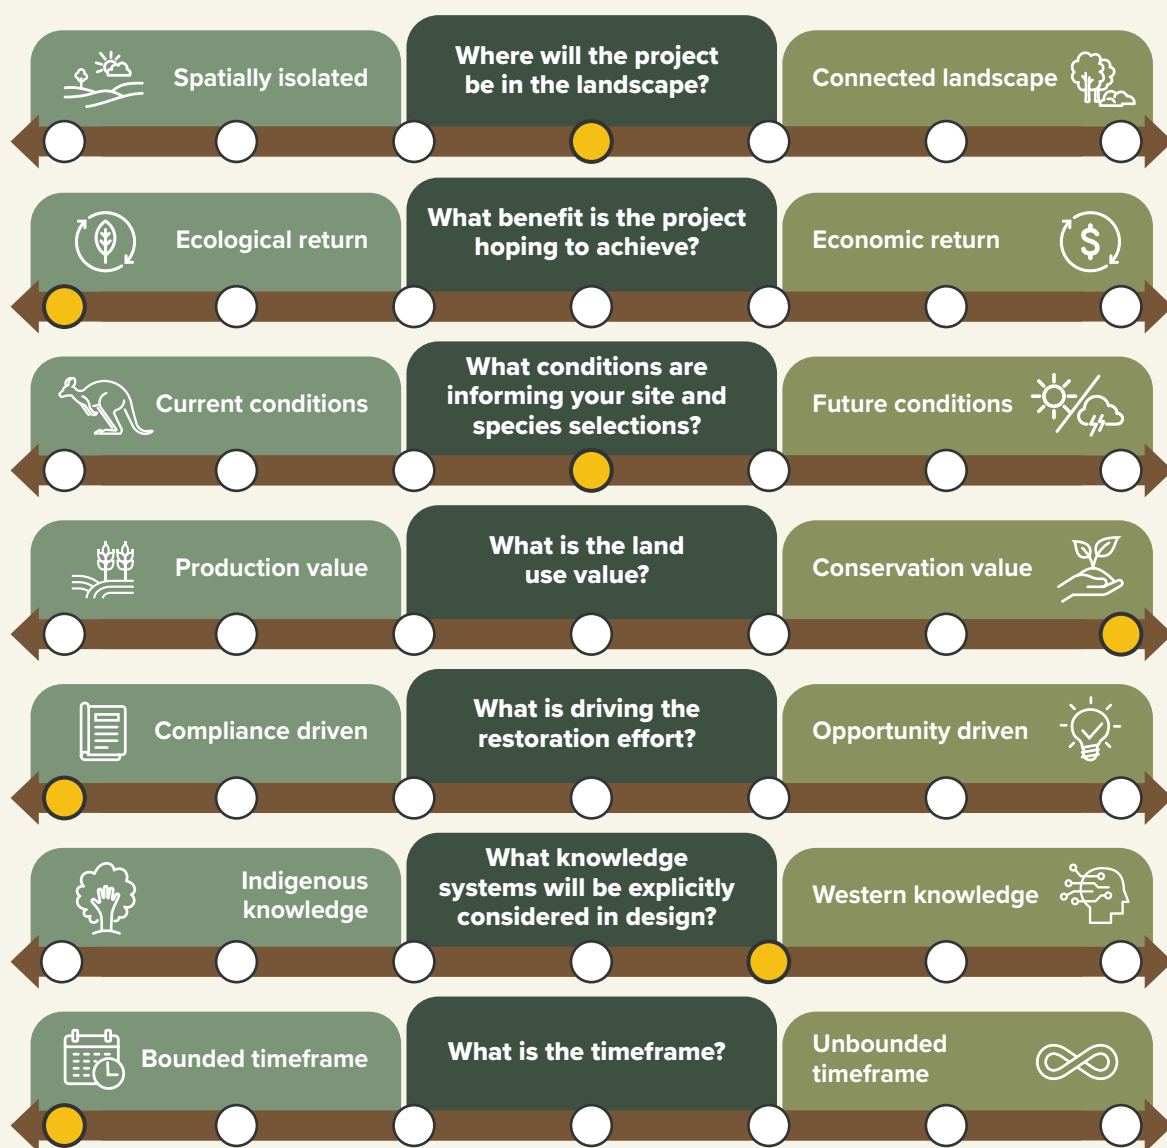 Spatially isolated
Where will the project
be in the landscape?
Connected landscape
Ecological return
What benefit is the project
hoping to achieve?
Economic return
$
Current conditions
What conditions are
informing your site and
species selections?
Future conditions
Production value
What is the land
use value?
Conservation value
Compliance driven
What is driving the
restoration effort?
Opportunity driven
Indigenous
knowledge
What knowledge
systems will be explicitly
considered in design?
Western knowledge
Bounded timeframe
What is the timeframe?
Unbounded
timeframe